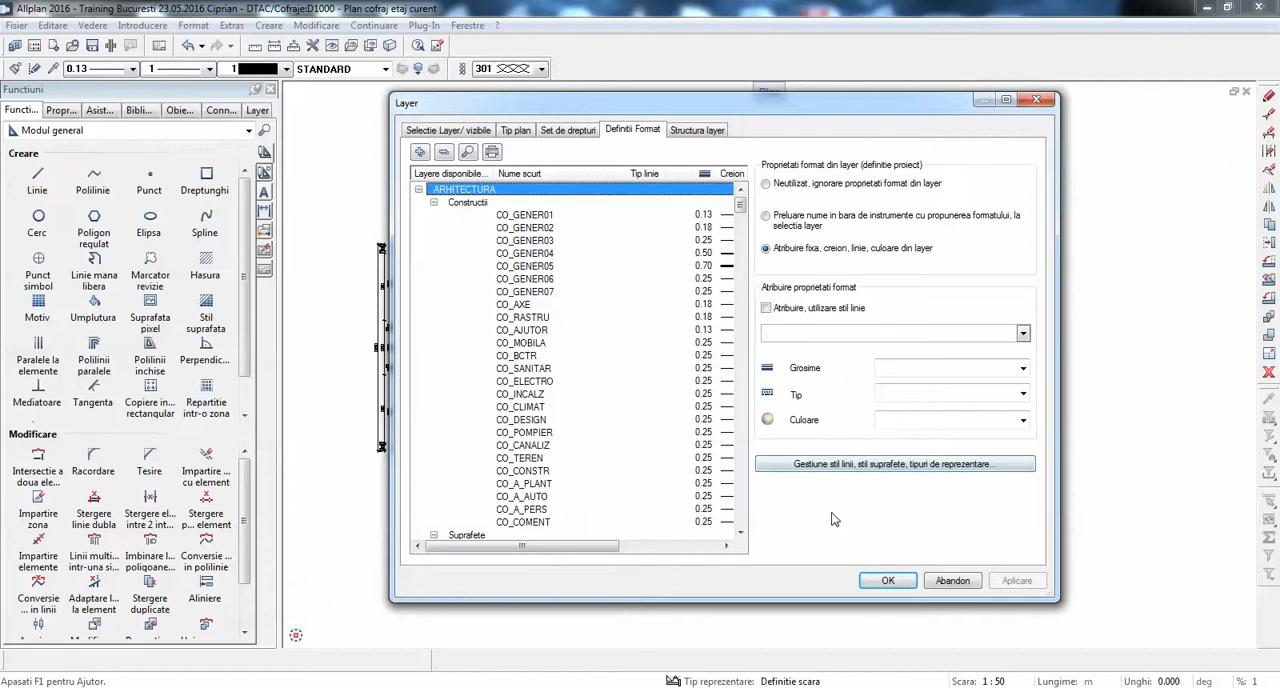 Allplan 2016 - Training Bucuresti 23.05.2016 Ciprian - DTAC/Cofraje:D1000 - Plan cofraj etaj curent
Fisier Editare Vedere Introducere Format Extras Creare Modificare Continuare Plug-In Ferestre ?
0.13 1 1 STANDARD 301
Functiuni
Functi... Propr... Asist... Bibli... Obie... Conn... Layer
Modul general
Creare
Linie Polilinie Punct Dreptunghi
Cerc Poligon regulat Elipsa Spline
Punct simbol Linie mana libera Marcator revizie Hasura
Motiv Umplutura Suprafata pixel Stil suprafata
Paralele la elemente Polilinii paralele Polilinii inchise Perpendic...
Mediatoare Tangenta Copiere in... rectangular Repartitie intr-o zona
Modificare
Intersectie a doua ele... Racordare Tesire Impartire ... cu element
Impartire zona Stergere linie dubla Stergere el... intre 2 int... Stergere p... element
Impartire elemente Linii multi... intr-una si... Imbinare l... poligoane... Conversie ... in polilinie
Conversie ... in linii Adaptare l... la element Stergere duplicate Aliniere
Layer
Selectie Layer/ vizibile Tip plan Set de drepturi Definitii Format Structura layer
Layere disponibile... Nume scurt Tip linie Creion
ARHITECTURA
Constructii
CO_GENER01 0.13
CO_GENER02 0.18
CO_GENER03 0.25
CO_GENER04 0.50
CO_GENER05 0.70
CO_GENER06 0.25
CO_GENER07 0.25
CO_AXE 0.18
CO_RASTRU 0.18
CO_AJUTOR 0.13
CO_MOBILA 0.25
CO_BCTR 0.25
CO_SANITAR 0.25
CO_ELECTRO 0.25
CO_INCALZ 0.25
CO_CLIMAT 0.25
CO_DESIGN 0.25
CO_POMPIER 0.25
CO_CANALIZ 0.25
CO_TEREN 0.25
CO_CONSTR 0.25
CO_A_PLANT 0.25
CO_A_AUTO 0.25
CO_A_PERS 0.25
CO_COMENT 0.25
Suprafete
Proprietati format din layer (definitie proiect)
Neutilizat, ignorare proprietati format din layer
Preluare nume in bara de instrumente cu propunerea formatului, la
selectia layer
Atribuire fixa, creion, linie, culoare din layer
Atribuire proprietati format
Atribuire, utilizare stil linie
Grosime
Tip
Culoare
Gestiune stil linii, stil suprafete, tipuri de reprezentare...
OK Abandon Aplicare
Apasati F1 pentru Ajutor. Tip reprezentare: Definitie scara Scara: 1 : 50 Lungime: m Unghi: 0.000 deg %: 1